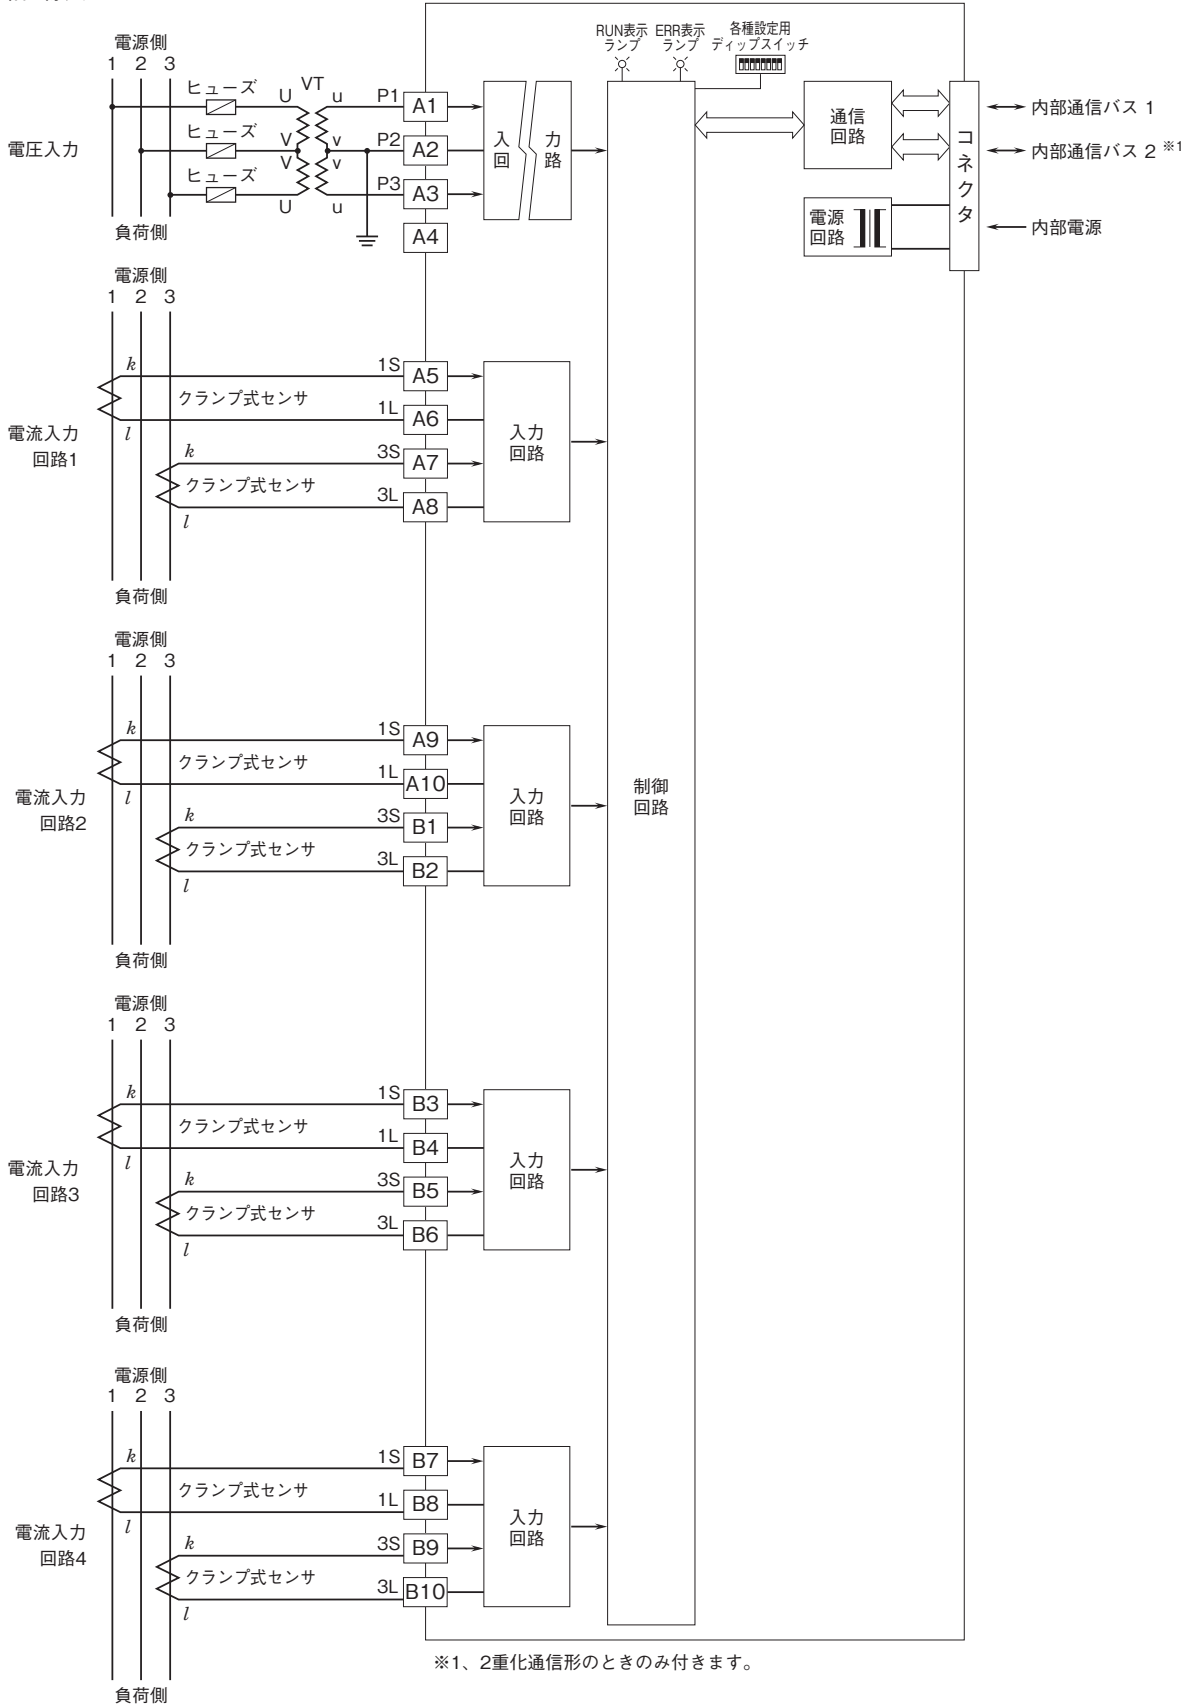 RUN表示
ランプ
ERR表示
ランプ
各種設定用
ディップスイッチ
電源側
1 2 3
電圧入力
ヒューズ
ヒューズ
ヒューズ
VT
U
V
V
U
u
v
v
u
P1
P2
P3
A1
A2
A3
A4
入 力
回 路
負荷側
通信
回路
電源
回路
コネクタ
内部通信バス 1
内部通信バス 2 ※1
内部電源
制御
回路
電源側
1 2 3
電流入力
回路1
k
クランプ式センサ
l
k
クランプ式センサ
l
1S A5
1L A6
3S A7
3L A8
入力
回路
負荷側
電源側
1 2 3
電流入力
回路2
k
クランプ式センサ
l
k
クランプ式センサ
l
1S A9
1L A10
3S B1
3L B2
入力
回路
負荷側
電源側
1 2 3
電流入力
回路3
k
クランプ式センサ
l
k
クランプ式センサ
l
1S B3
1L B4
3S B5
3L B6
入力
回路
負荷側
電源側
1 2 3
電流入力
回路4
k
クランプ式センサ
l
k
クランプ式センサ
l
1S B7
1L B8
3S B9
3L B10
入力
回路
負荷側
※1、2重化通信形のときのみ付きます。